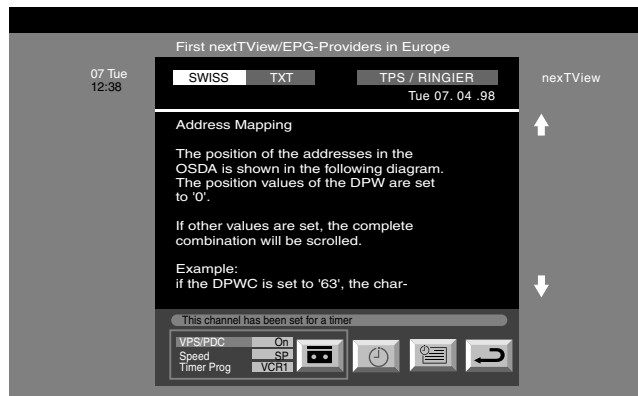 First nextTView/EPG-Providers in Europe
07 Tue
12:38
SWISS TXT TPS / RINGIER
Tue 07. 04 .98
nexTView
Address Mapping
The position of the addresses in the
OSDA is shown in the following diagram.
The position values of the DPW are set
to '0'.
If other values are set, the complete
combination will be scrolled.
Example:
if the DPWC is set to '63', the char-
This channel has been set for a timer
VPS/PDC On
Speed SP
Timer Prog VCR1